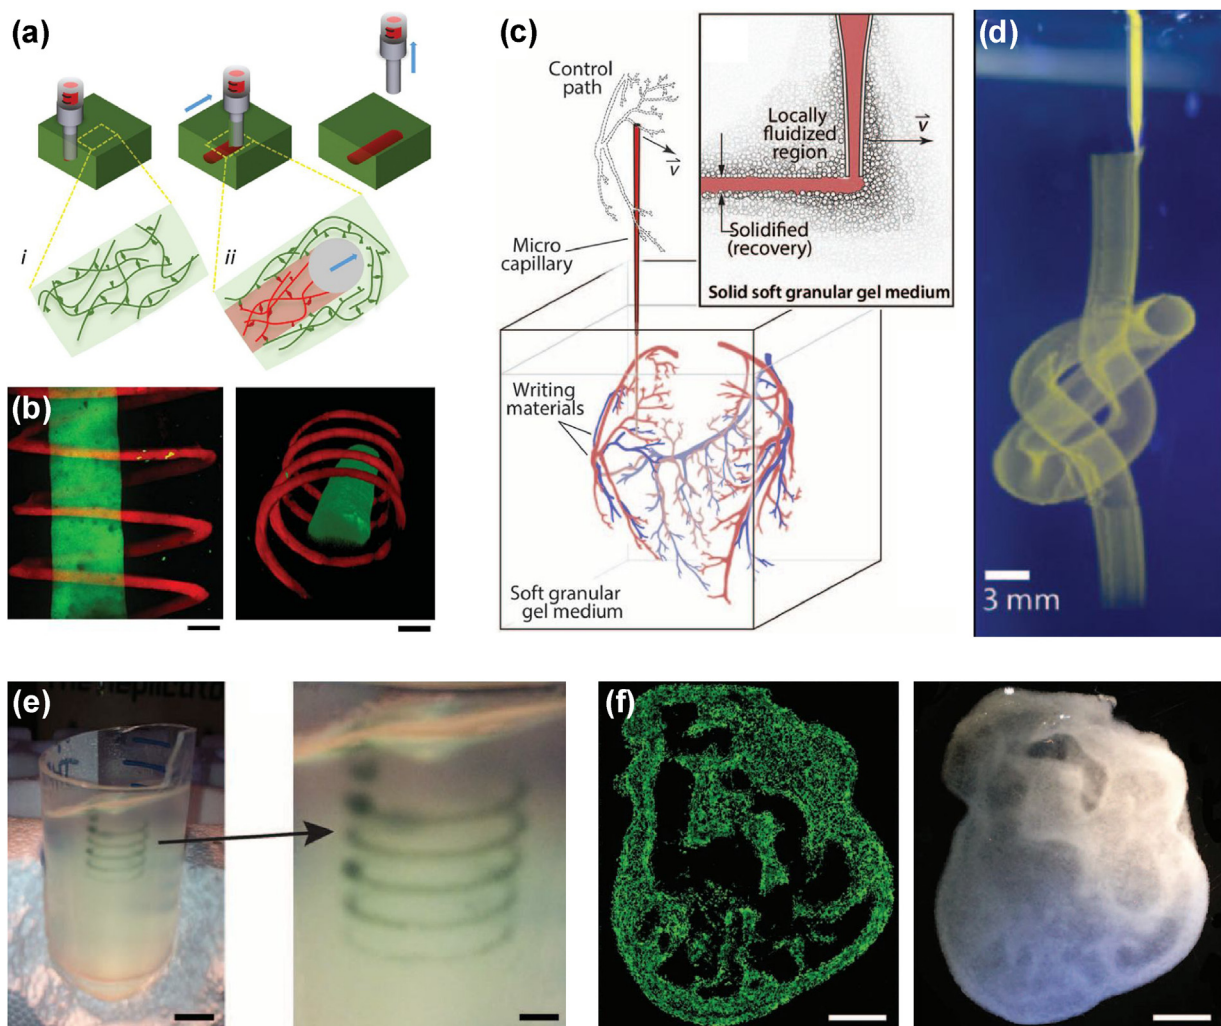 (a)
i
ii
(b)
(c)
Control
path
v
Micro
capillary
Locally
fluidized
region
v
Solidified
(recovery)
Solid soft granular gel medium
Writing
materials
Soft granular
gel medium
(d)
3 mm
(e)
(f)